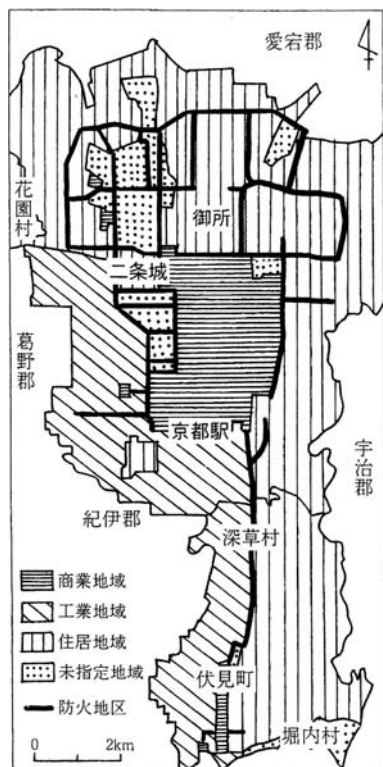 愛宕郡
花園村
御所
二条城
葛野郡
京都駅
宇治郡
紀伊郡
深草村
商業地域
工業地域
住居地域
未指定地域
防火地区
伏見町
堀内村
0 2km